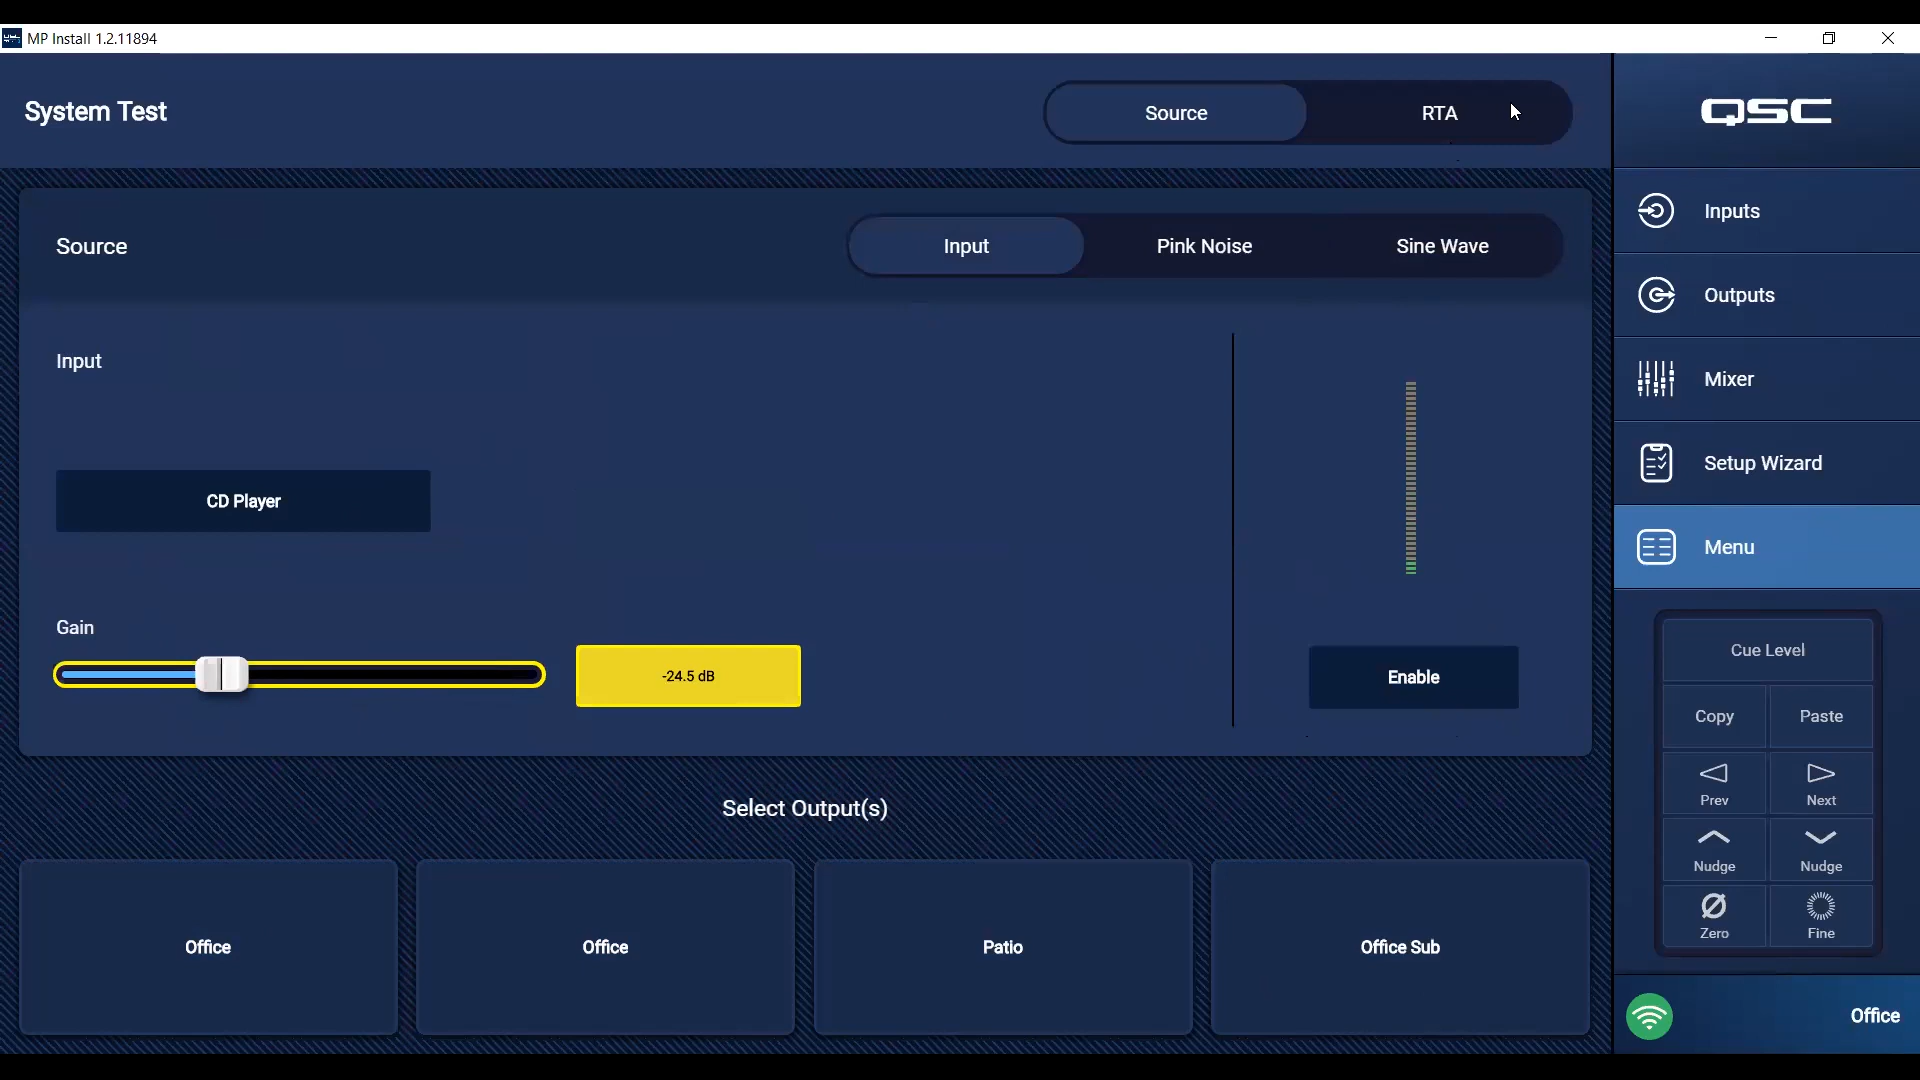 MP Install 1.2.11894
System Test
Source
RTA
QSC
Source
Input
Pink Noise
Sine Wave
Input
CD Player
Gain
-24.5 dB
Enable
Select Output(s)
Office
Office
Patio
Office Sub
Inputs
Outputs
Mixer
Setup Wizard
Menu
Cue Level
Copy
Paste
Prev
Next
Nudge
Nudge
Zero
Fine
Office